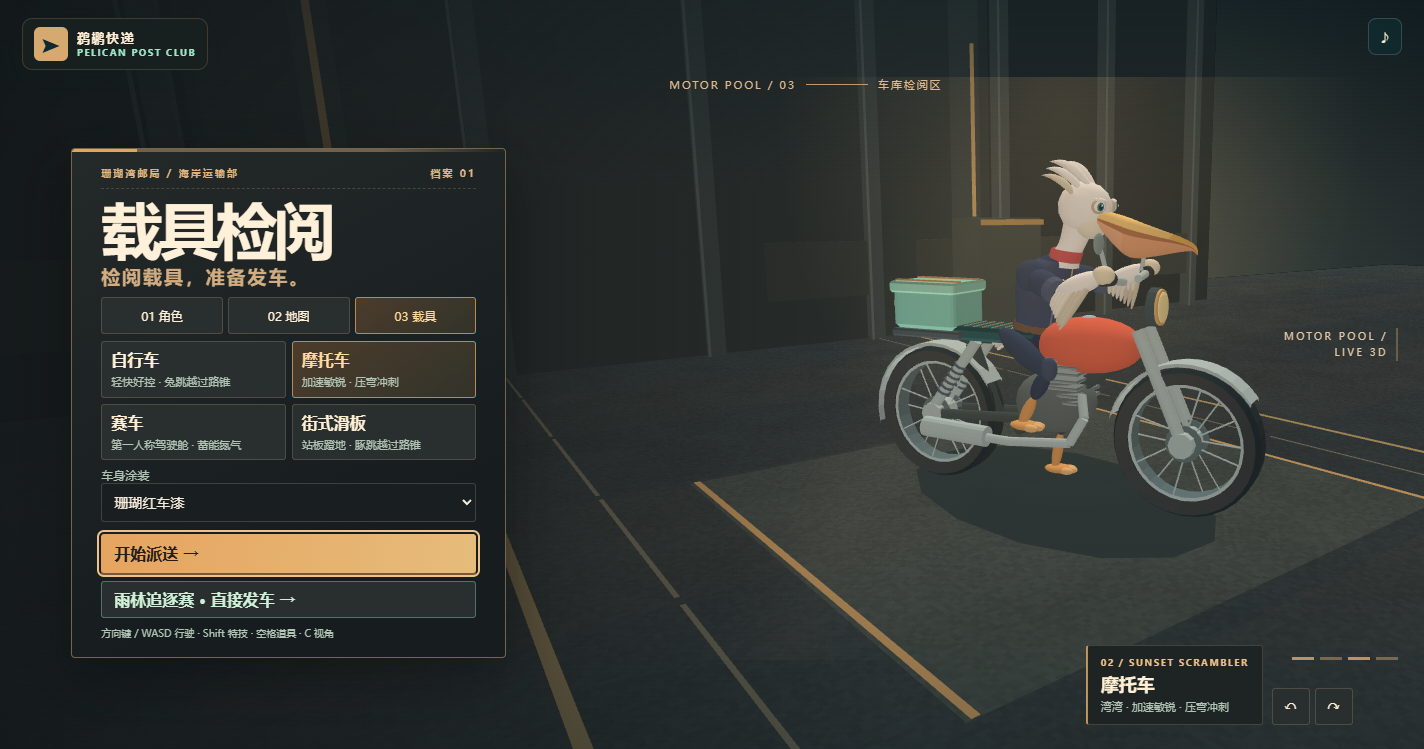 鹈鹕快递
PELICAN POST CLUB
♪
MOTOR POOL / 03 车库检阅区
珊瑚湾邮局 / 海岸运输部 档案 01
载具检阅
检阅载具，准备发车。
01 角色 02 地图 03 载具
自行车
轻快好控 · 兔跳越过路锥
摩托车
加速敏锐 · 压弯冲刺
赛车
第一人称驾驶舱 · 蓄能氮气
街式滑板
站板蹬地 · 豚跳越过路锥
车身涂装
珊瑚红车漆
开始派送 →
雨林追逐赛 • 直接发车 →
方向键 / WASD 行驶 · Shift 特技 · 空格道具 · C 视角
MOTOR POOL /
LIVE 3D
02 / SUNSET SCRAMBLER
摩托车
湾湾 · 加速敏锐 · 压弯冲刺